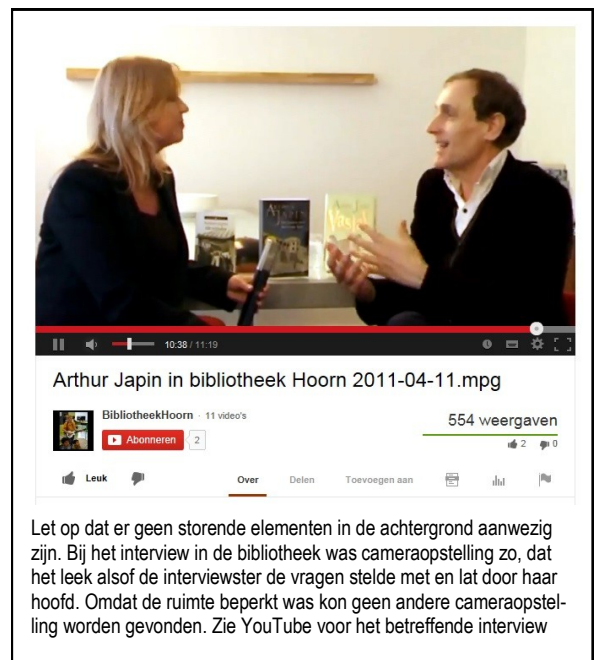 ARTHUR JAPIN
Vaslav
10:38 / 11:19
Arthur Japin in bibliotheek Hoorn 2011-04-11.mpg
BibliotheekHoorn · 11 video's
554 weergaven
Abonneren 2
2 0
Leuk Over Delen Toevoegen aan
Let op dat er geen storende elementen in de achtergrond aanwezig
zijn. Bij het interview in de bibliotheek was cameraopstelling zo, dat
het leek alsof de interviewster de vragen stelde met en lat door haar
hoofd. Omdat de ruimte beperkt was kon geen andere cameraopstel-
ling worden gevonden. Zie YouTube voor het betreffende interview